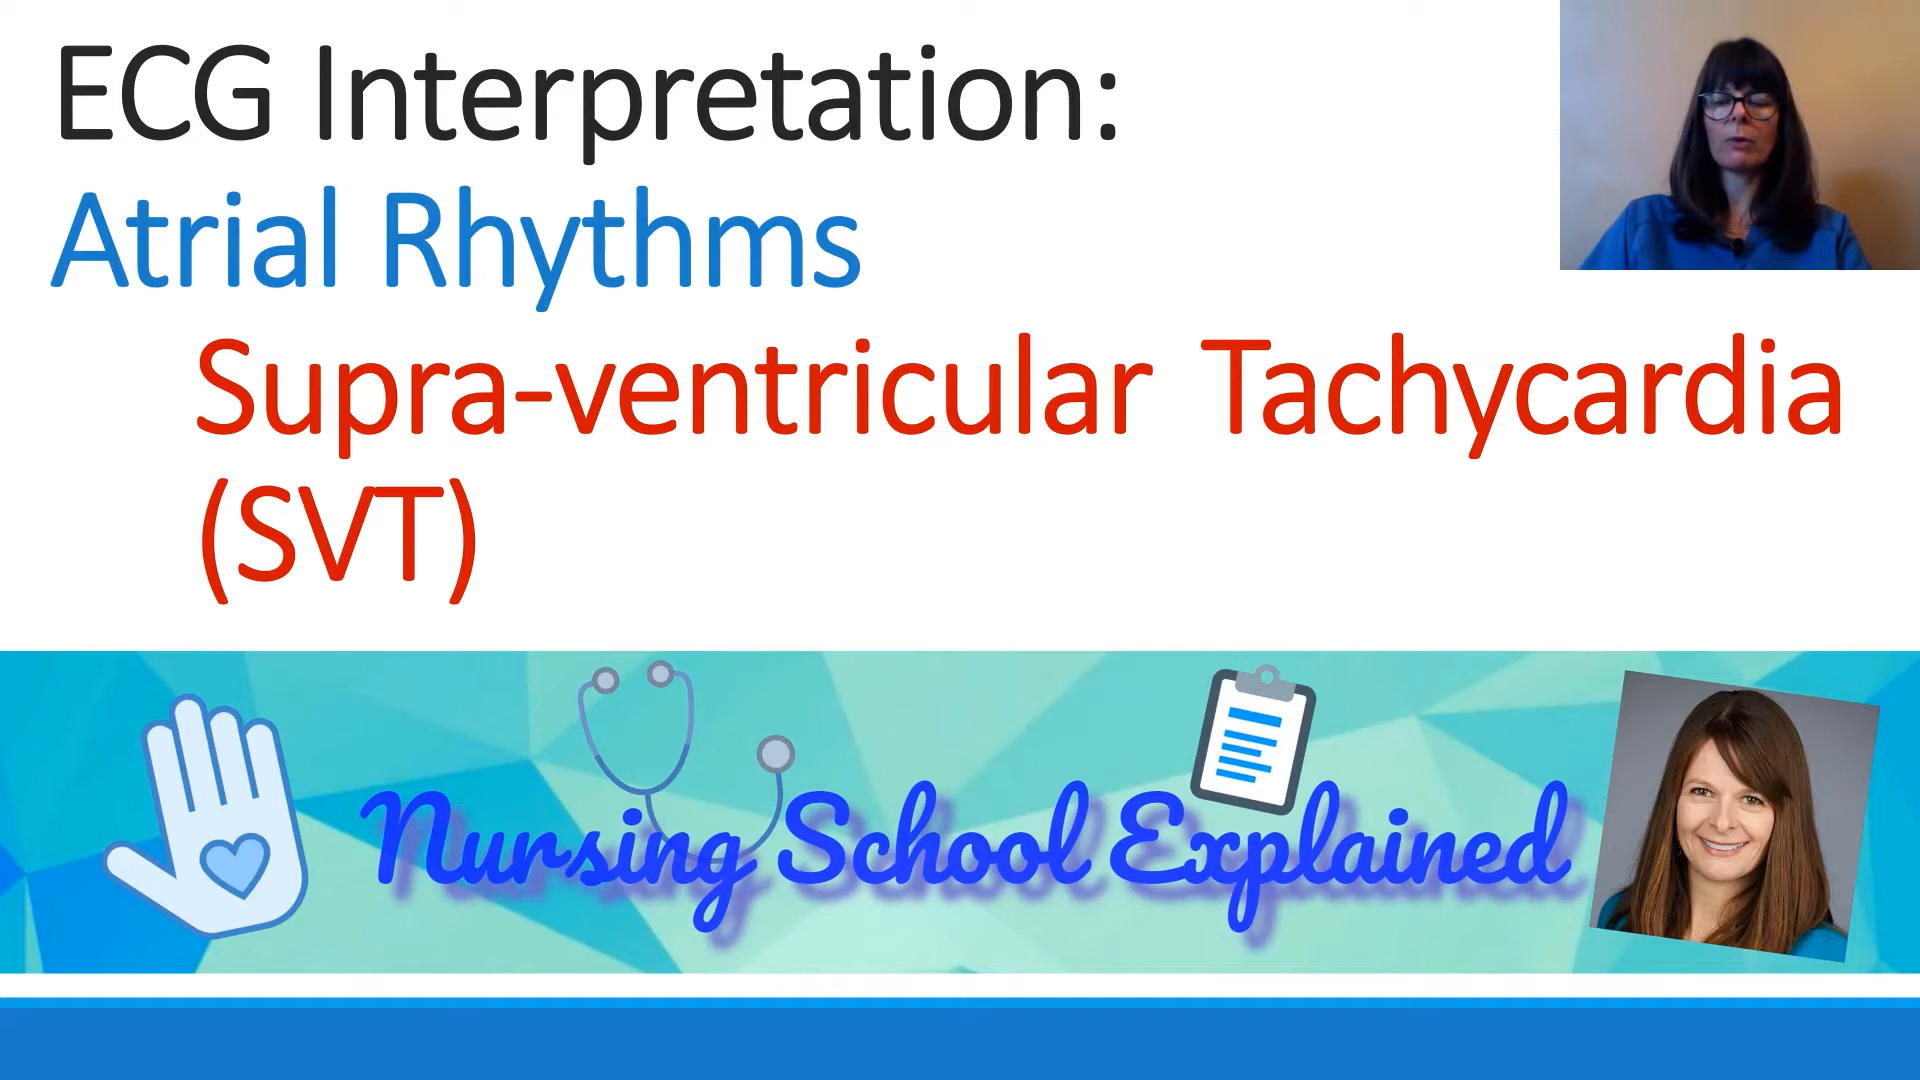 ECG Interpretation:
Atrial Rhythms
Supra-ventricular Tachycardia
(SVT)
Nursing School Explained